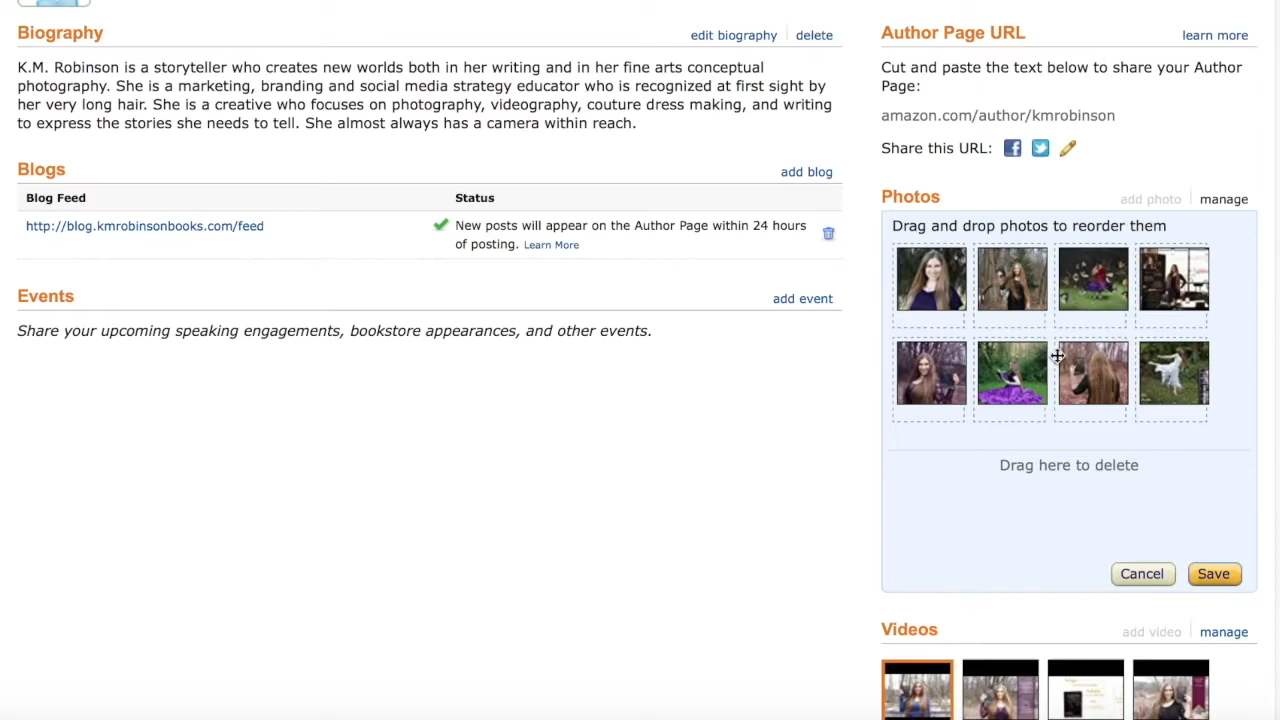 Biography
edit biography
delete
K.M. Robinson is a storyteller who creates new worlds both in her writing and in her fine arts conceptual
photography. She is a marketing, branding and social media strategy educator who is recognized at first sight by
her very long hair. She is a creative who focuses on photography, videography, couture dress making, and writing
to express the stories she needs to tell. She almost always has a camera within reach.
Blogs
add blog
Blog Feed
Status
http://blog.kmrobinsonbooks.com/feed
New posts will appear on the Author Page within 24 hours
of posting. Learn More
Events
add event
Share your upcoming speaking engagements, bookstore appearances, and other events.
Author Page URL
learn more
Cut and paste the text below to share your Author
Page:
amazon.com/author/kmrobinson
Share this URL:
Photos
add photo
manage
Drag and drop photos to reorder them
Drag here to delete
Cancel
Save
Videos
add video
manage